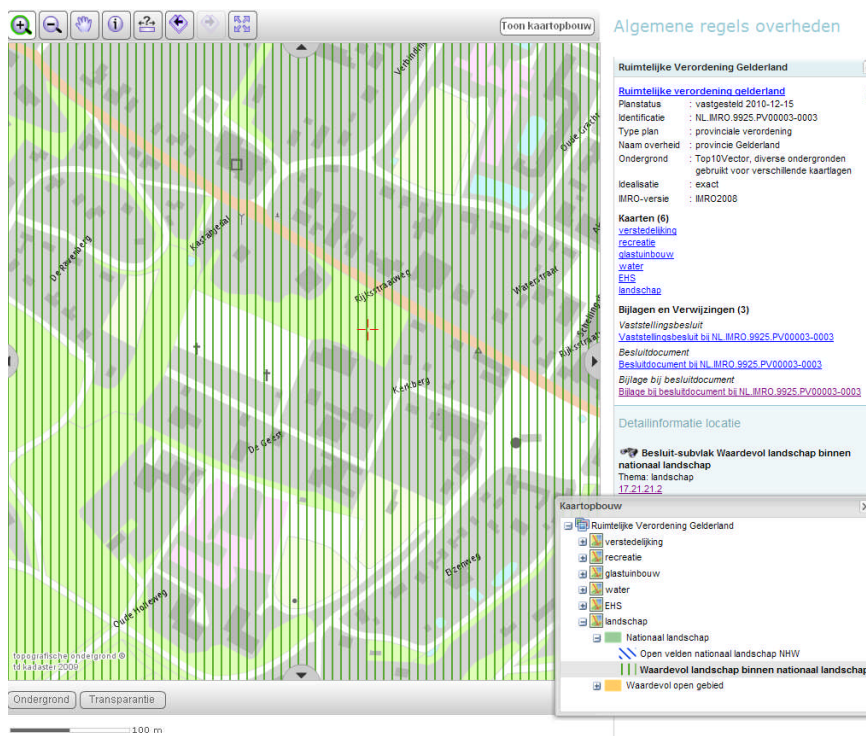 Toon kaartopbouw
Algemene regels overheden
Ruimtelijke Verordening Gelderland
Ruimtelijke verordening gelderland
Planstatus : vastgesteld 2010-12-15
Identificatie : NL.IMRO.9925.PV00003-0003
Type plan : provinciale verordening
Naam overheid : provincie Gelderland
Ondergrond : Top10Vector, diverse ondergronden
gebruikt voor verschillende kaartlagen
Idealisatie : exact
IMRO-versie : IMRO2008
Kaarten (6)
verstedelijking
recreatie
glastuinbouw
water
EHS
landschap
Bijlagen en Verwijzingen (3)
Vaststellingsbesluit
Vaststellingsbesluit bij NL.IMRO.9925.PV00003-0003
Besluitdocument
Besluitdocument bij NL.IMRO.9925.PV00003-0003
Bijlage bij besluitdocument
Bijlage bij besluitdocument bij NL.IMRO.9925.PV00003-0003
Detailinformatie locatie
Besluit-subvlak Waardevol landschap binnen
nationaal landschap
Thema: landschap
17.21.21.2
Kaartopbouw
Ruimtelijke Verordening Gelderland
verstedelijking
recreatie
glastuinbouw
water
EHS
landschap
Nationaal landschap
Open velden nationaal landschap NHW
Waardevol landschap binnen nationaal landschap
Waardevol open gebied
Oude Gracht
De Ravenberg
Kastanjedal
Rijksstraatweg
Waterstraat
Kerkberg
De Geest
Elzenweg
Oude Holleweg
topografische ondergrond ©
td kadaster 2009
Ondergrond
Transparantie
100 m